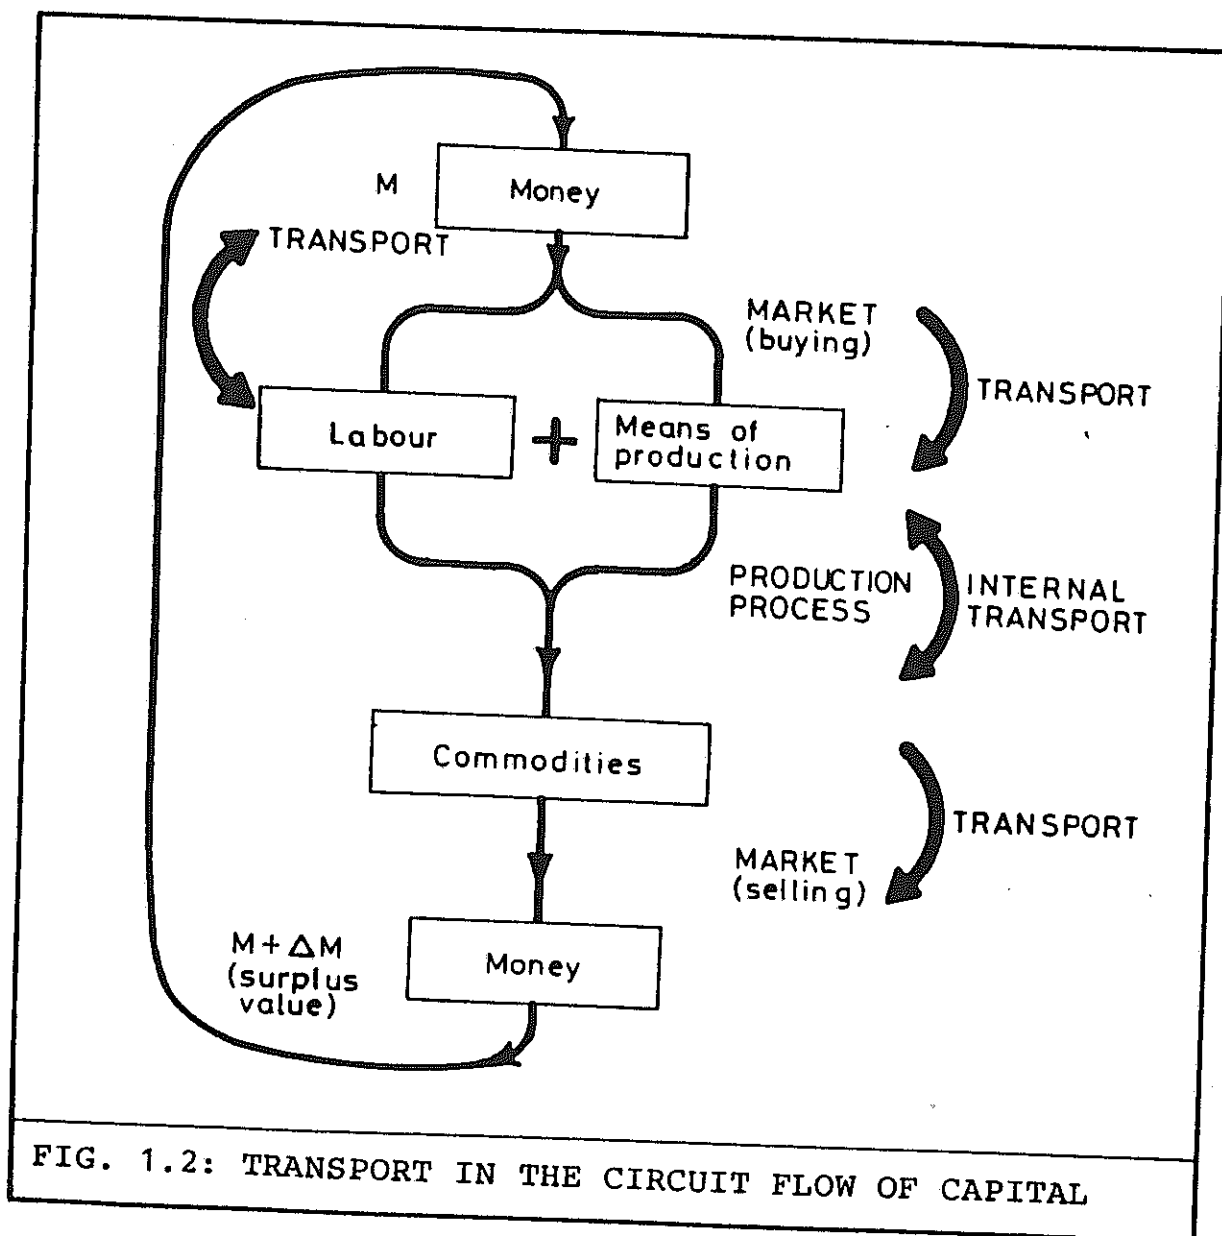 M
Money
TRANSPORT
MARKET
(buying)
TRANSPORT
Labour
+
Means of
production
PRODUCTION
PROCESS
INTERNAL
TRANSPORT
Commodities
TRANSPORT
MARKET
(selling)
M + ΔM
(surplus
value)
Money
FIG. 1.2: TRANSPORT IN THE CIRCUIT FLOW OF CAPITAL